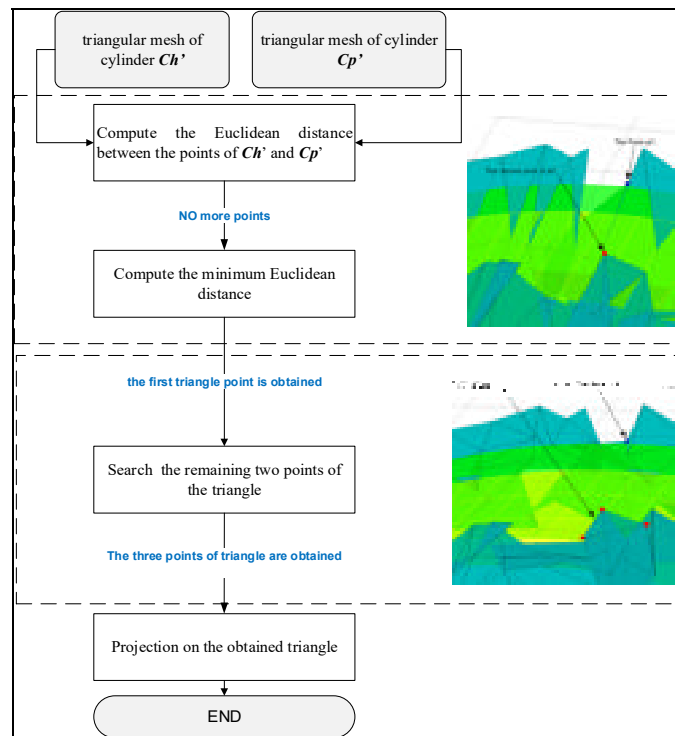 triangular mesh of
cylinder Ch’
triangular mesh of cylinder
Cp’
Compute the Euclidean distance
between the points of Ch’ and Cp’
NO more points
Compute the minimum Euclidean
distance
the first triangle point is obtained
Search the remaining two points of
the triangle
The three points of triangle are obtained
Projection on the obtained triangle
END